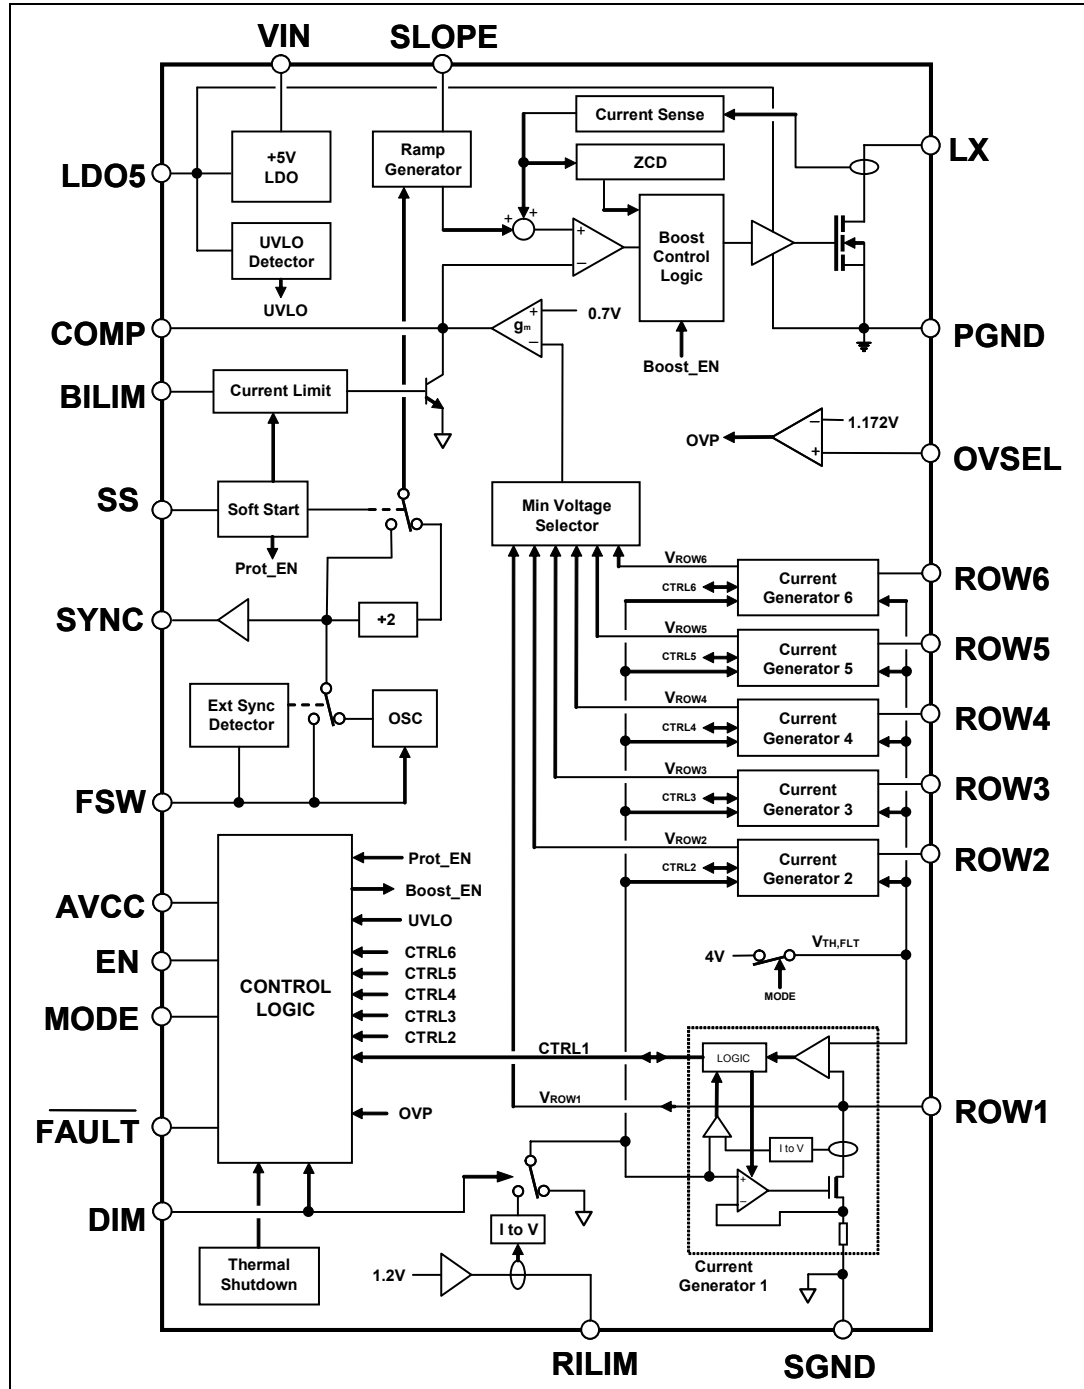 VIN
SLOPE
LDO5
+5V
LDO
Ramp
Generator
Current Sense
ZCD
LX
UVLO
Detector
UVLO
+
+
+
−
Boost
Control
Logic
COMP
gm
+
−
0.7V
Boost_EN
PGND
BILIM
Current Limit
OVP
−
+
1.172V
OVSEL
SS
Soft Start
Prot_EN
Min Voltage
Selector
SYNC
+2
VROW6
CTRL6
Current
Generator 6
ROW6
VROW5
CTRL5
Current
Generator 5
ROW5
Ext Sync
Detector
OSC
VROW4
CTRL4
Current
Generator 4
ROW4
FSW
VROW3
CTRL3
Current
Generator 3
ROW3
VROW2
CTRL2
Current
Generator 2
ROW2
AVCC
EN
MODE
FAULT
DIM
CONTROL
LOGIC
Prot_EN
Boost_EN
UVLO
CTRL6
CTRL5
CTRL4
CTRL3
CTRL2
CTRL1
OVP
4V
VTH,FLT
MODE
LOGIC
VROW1
ROW1
I to V
+
−
I to V
Thermal
Shutdown
1.2V
Current
Generator 1
RILIM
SGND